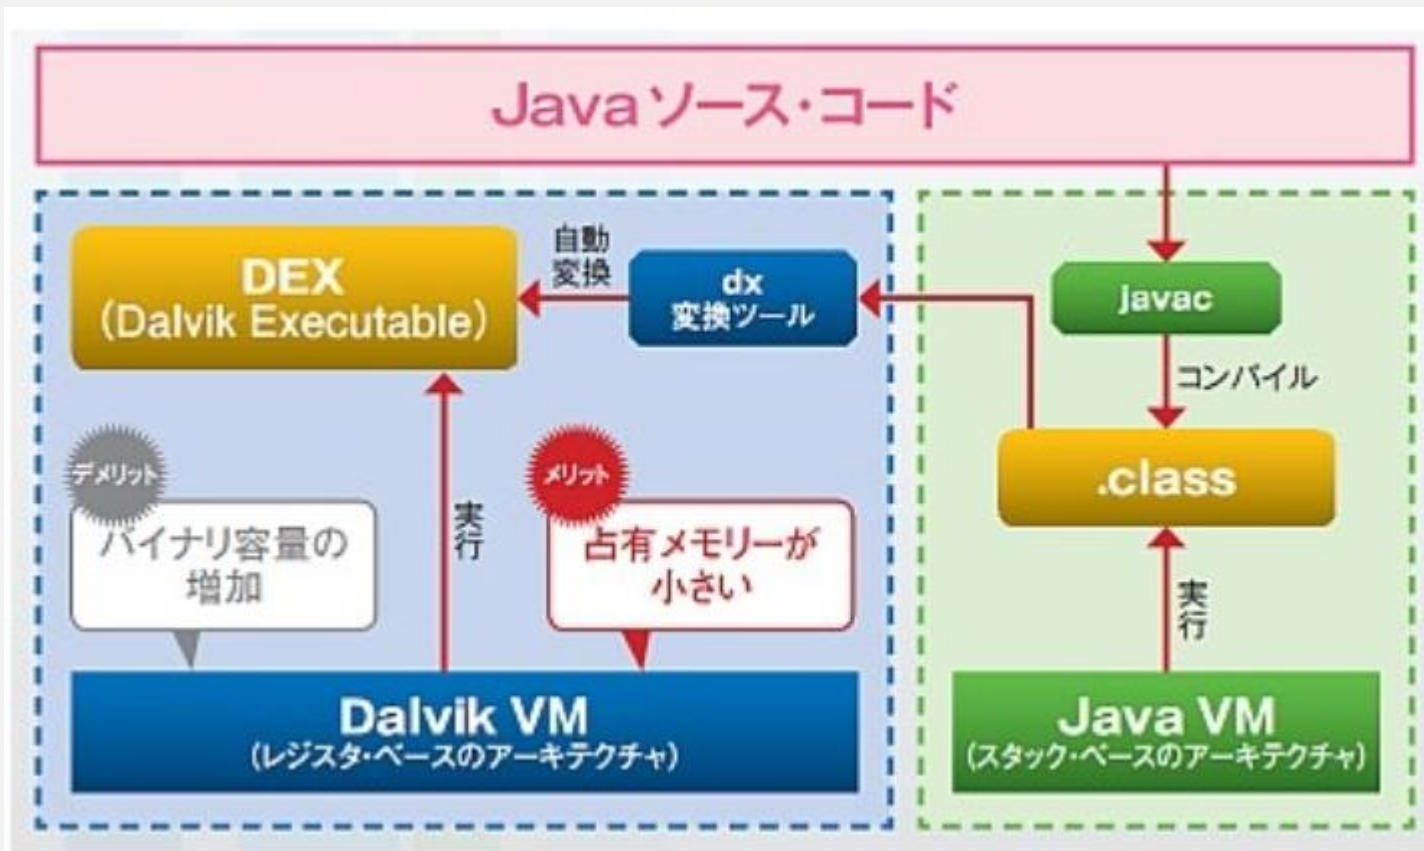 Javaソース・コード
DEX
（Dalvik Executable）
自動
変換
dx
変換ツール
javac
コンパイル
.class
デメリット
バイナリ容量の
増加
実行
メリット
占有メモリーが
小さい
実行
Dalvik VM
（レジスタ・ベースのアーキテクチャ）
Java VM
（スタック・ベースのアーキテクチャ）